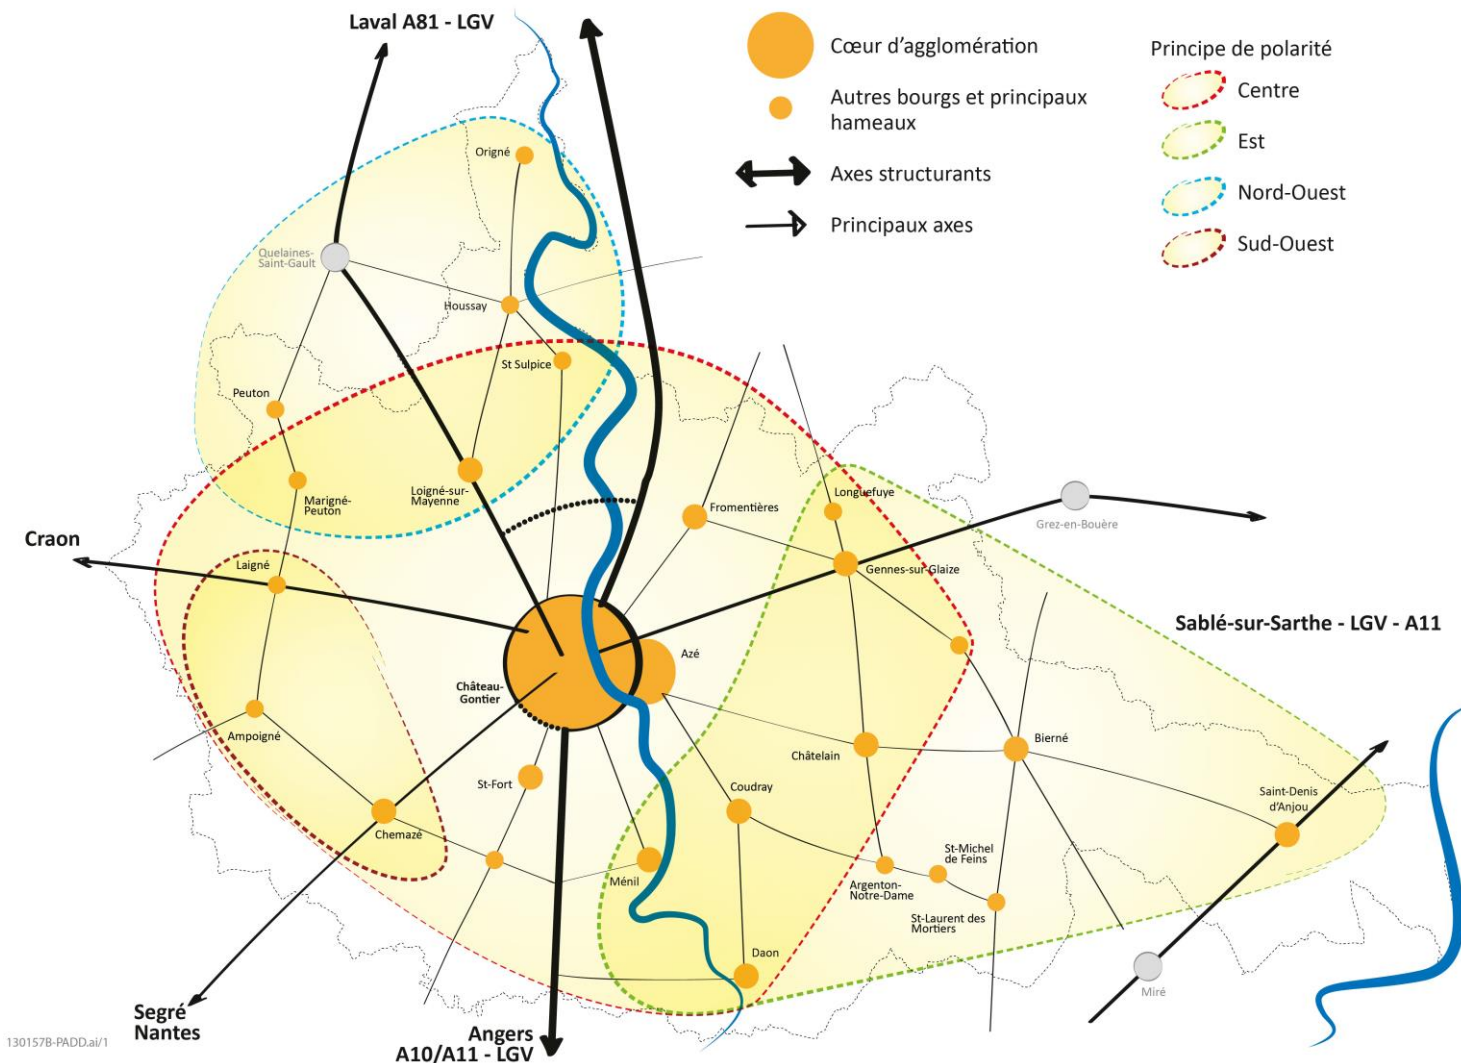 Laval A81 - LGV
Cœur d'agglomération
Autres bourgs et principaux
hameaux
Axes structurants
Principaux axes
Principe de polarité
Centre
Est
Nord-Ouest
Sud-Ouest
Origné
Quelaines-
Saint-Gault
Houssay
St Sulpice
Peuton
Marigné-
Peuton
Loigné-sur-
Mayenne
Fromentières
Longuefuye
Grez-en-Bouère
Craon
Laigné
Gennes-sur-Glaize
Sablé-sur-Sarthe - LGV - A11
Azé
Château-
Gontier
Ampoigné
Châtelain
Bierné
St-Fort
Coudray
Saint-Denis
d'Anjou
Chemazé
St-Michel
de Feins
Ménil
Argenton-
Notre-Dame
St-Laurent des
Mortiers
Daon
Miré
Segré
Nantes
Angers
A10/A11 - LGV
130157B-PADD.ai/1